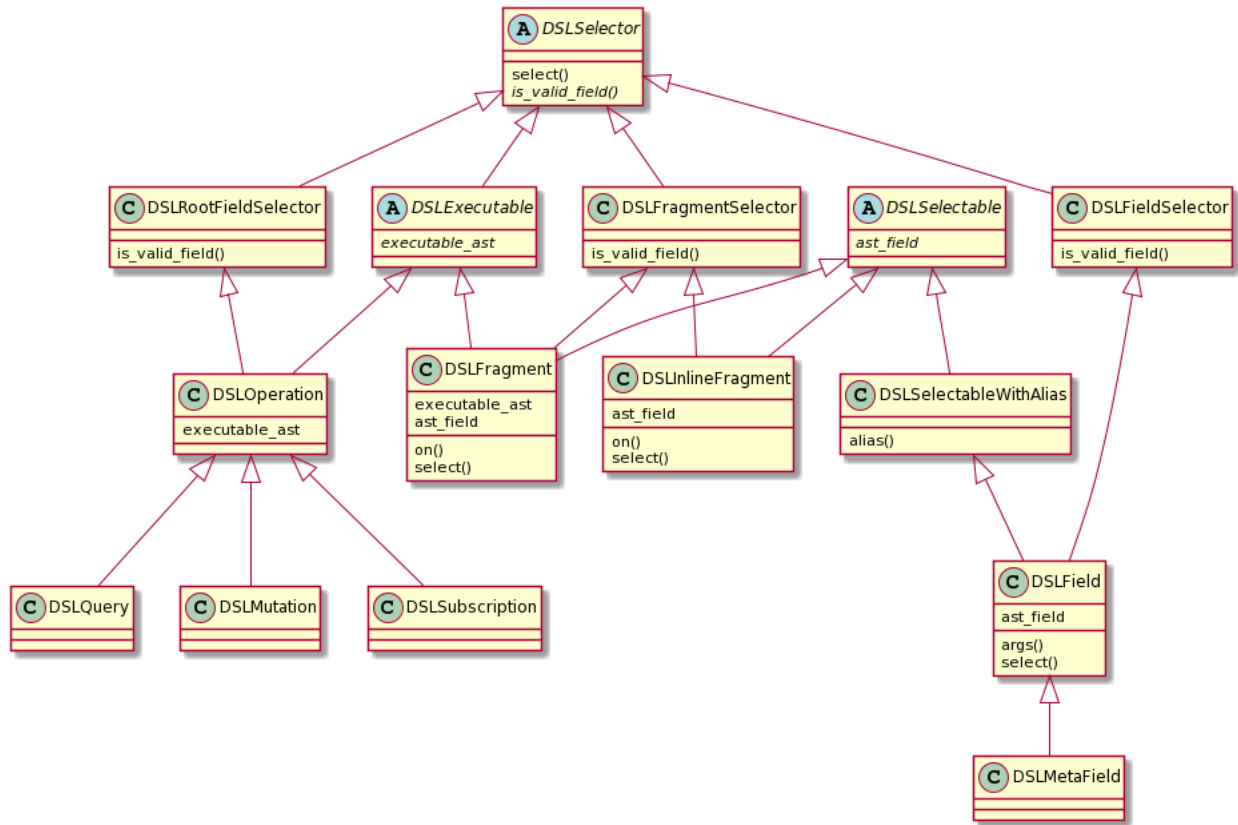 A DSLSelector
select()
is_valid_field()
C DSLRootFieldSelector
is_valid_field()
A DSLExecutable
executable_ast
C DSLFragmentSelector
is_valid_field()
A DSLSelectable
ast_field
C DSLFieldSelector
is_valid_field()
C DSLOperation
executable_ast
C DSLFragment
executable_ast
ast_field
on()
select()
C DSLInlineFragment
ast_field
on()
select()
C DSLSelectableWithAlias
alias()
C DSLQuery
C DSLMutation
C DSLSubscription
C DSLField
ast_field
args()
select()
C DSLMetaField